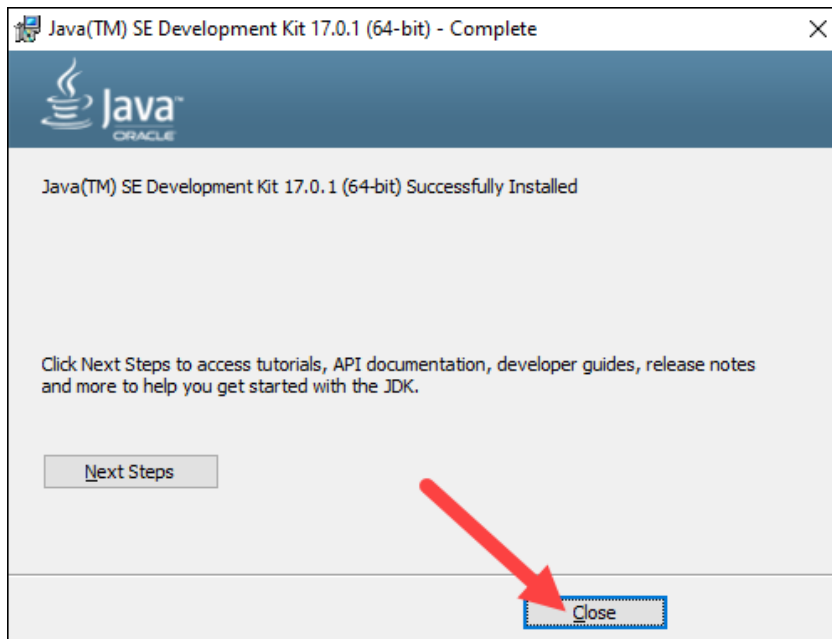 Java(TM) SE Development Kit 17.0.1 (64-bit) - Complete
Java™
ORACLE
Java(TM) SE Development Kit 17.0.1 (64-bit) Successfully Installed
Click Next Steps to access tutorials, API documentation, developer guides, release notes
and more to help you get started with the JDK.
Next Steps
Close